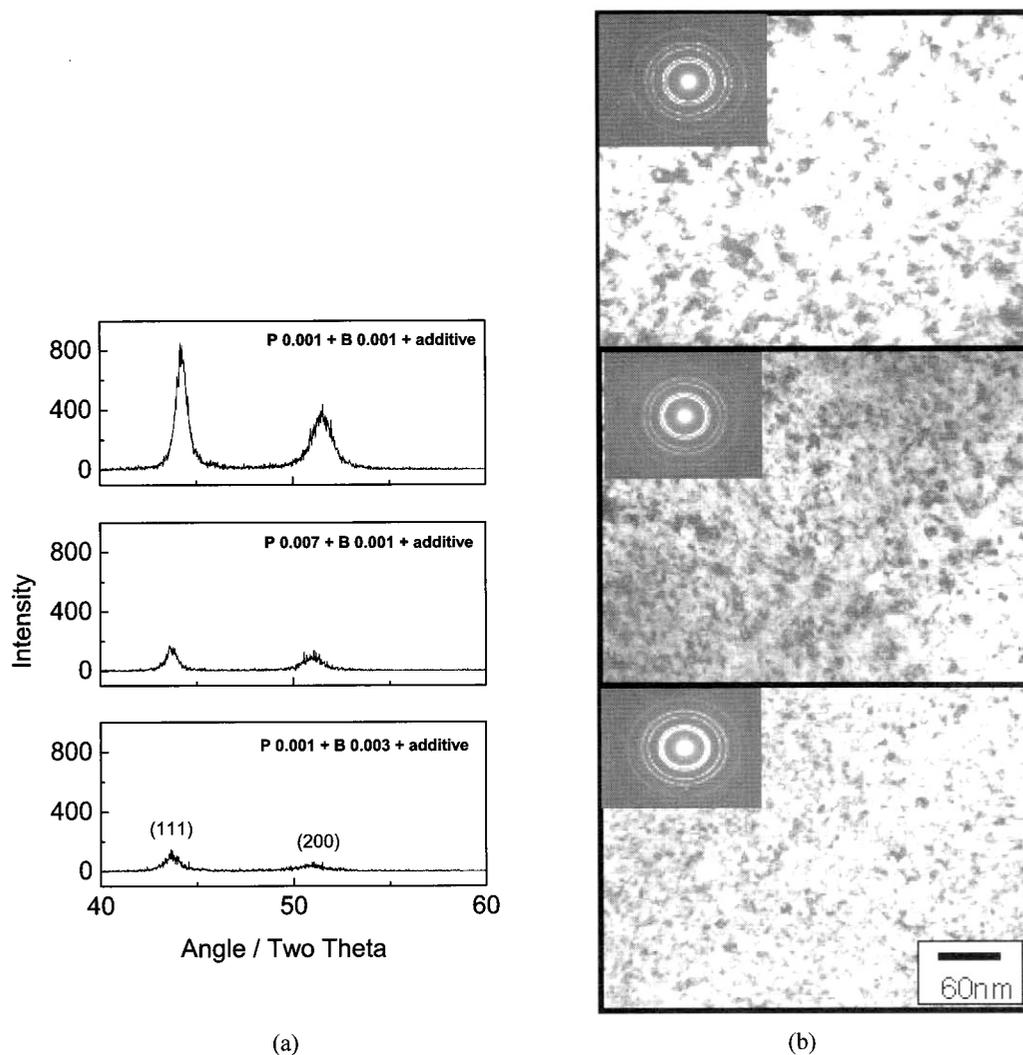 800
400
0
P 0.001 + B 0.001 + additive
800
400
0
P 0.007 + B 0.001 + additive
Intensity
800
400
0
P 0.001 + B 0.003 + additive
(111)
(200)
40
50
60
Angle / Two Theta
(a)
60nm
(b)